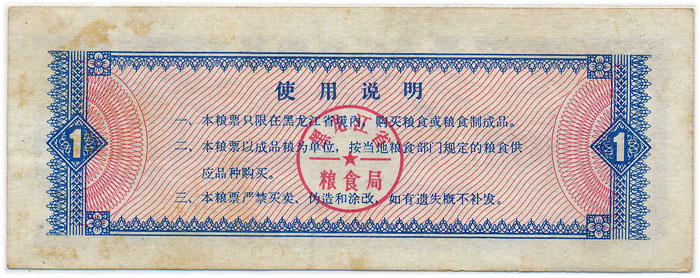 使用说明
1
1
一、本粮票只限在黑龙江省境内，购买粮食或粮食制成品。
二、本粮票以成品粮为单位，按当地粮食部门规定的粮食供
应品种购买。
三、本粮票严禁买卖、伪造和涂改，如有遗失概不补发。
黑龙江省
粮食局